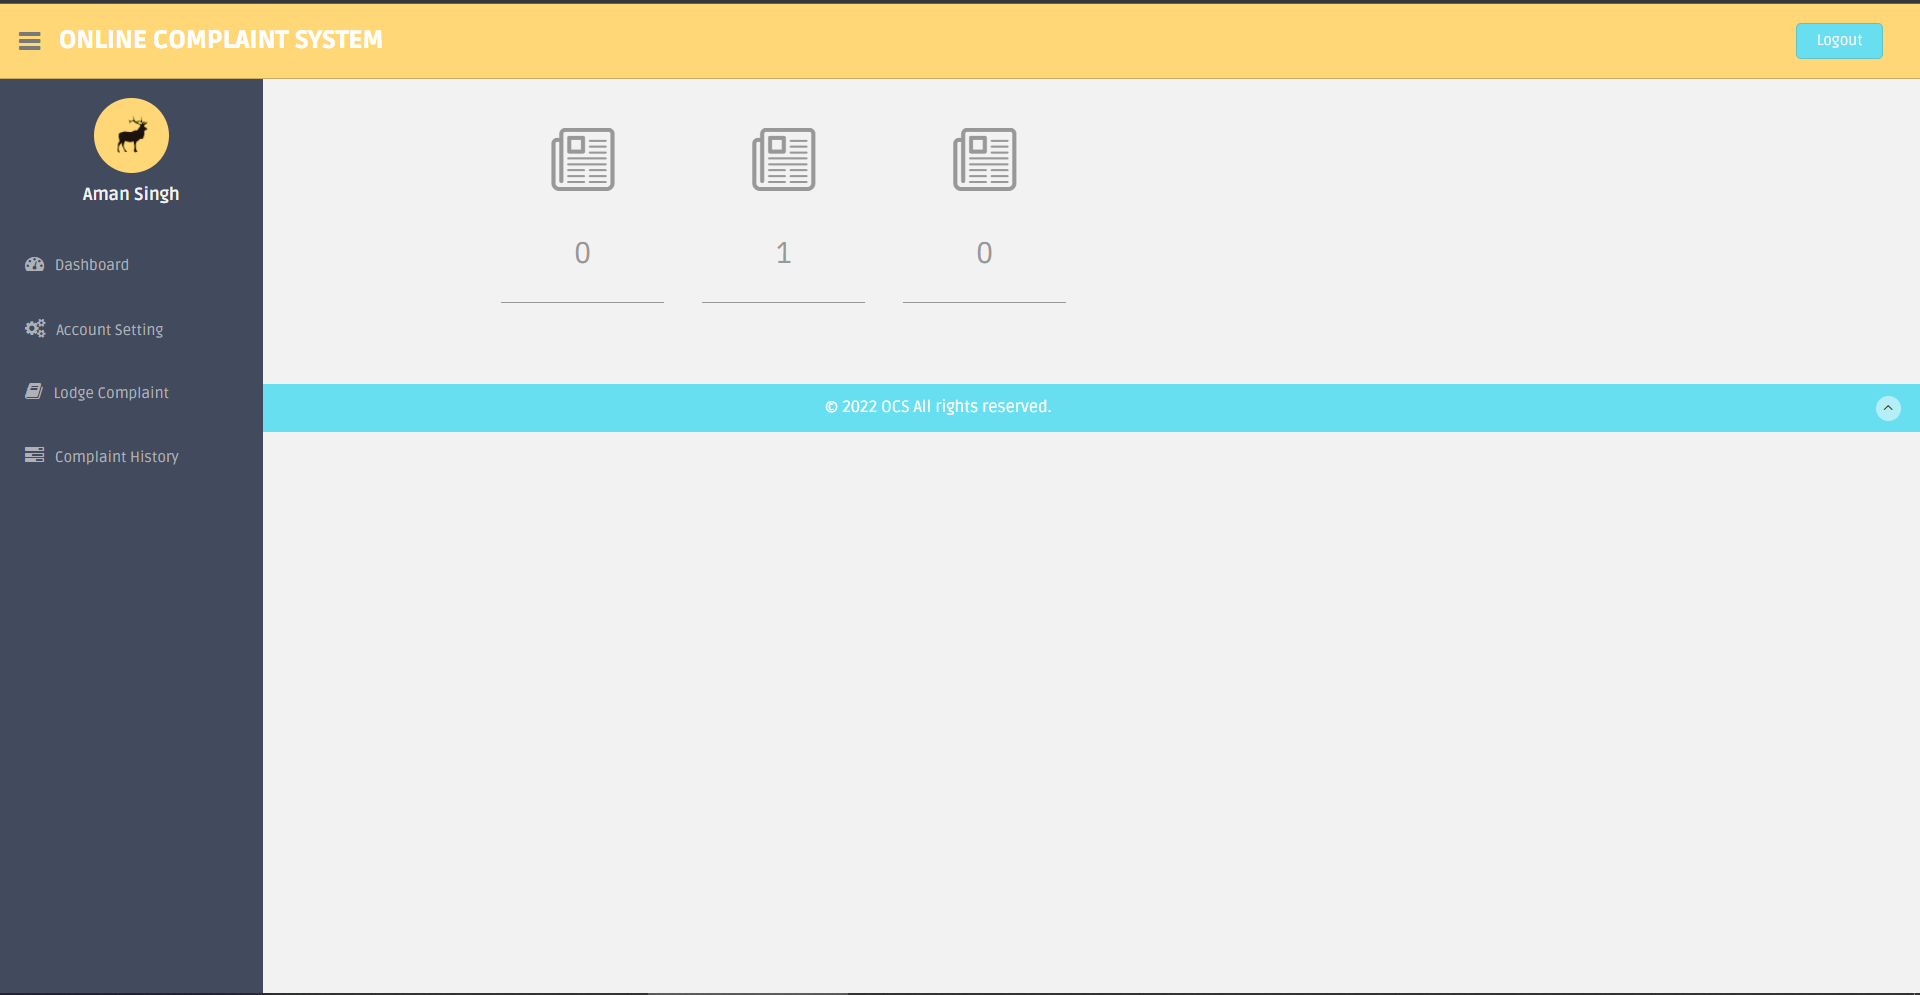 ONLINE COMPLAINT SYSTEM
Logout
Aman Singh
Dashboard
Account Setting
Lodge Complaint
Complaint History
0 1 0
© 2022 OCS All rights reserved.